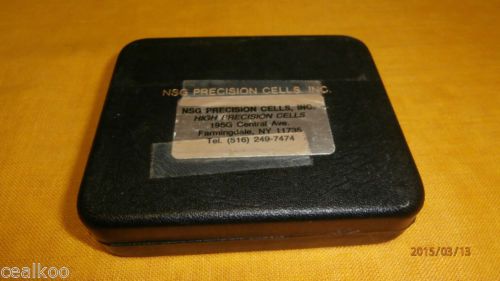 NSG PRECISION CELLS, INC.
NSG PRECISION CELLS, INC.
HIGH PRECISION CELLS
195G Central Ave.
Farmingdale, NY 11735
Tel. (516) 249-7474
2015/03/13
cealkoo